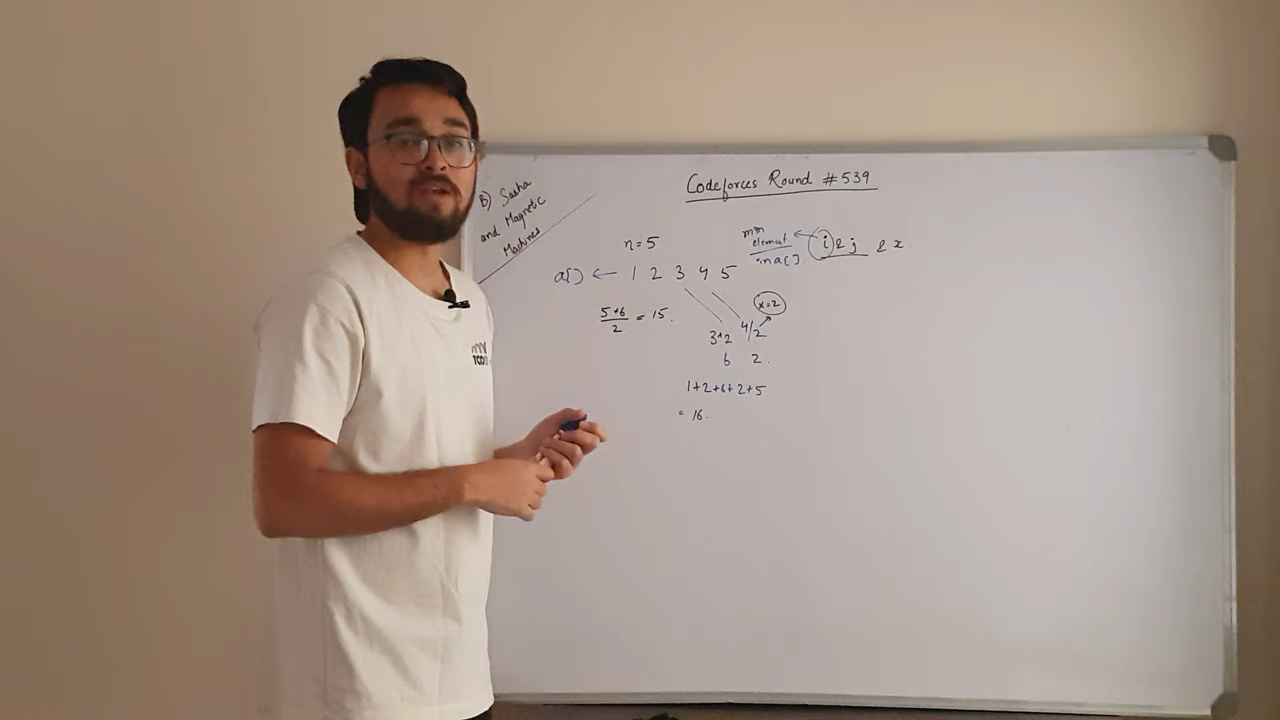 Codeforces Round #539
B) Sasha
and Magnetic
Machines
n=5
a[] ← 1 2 3 4 5
min
element
in a[]
i & j & x
5*6/2 = 15.
x=2
3*2 4/2
6 2.
1+2+6+2+5
= 16.